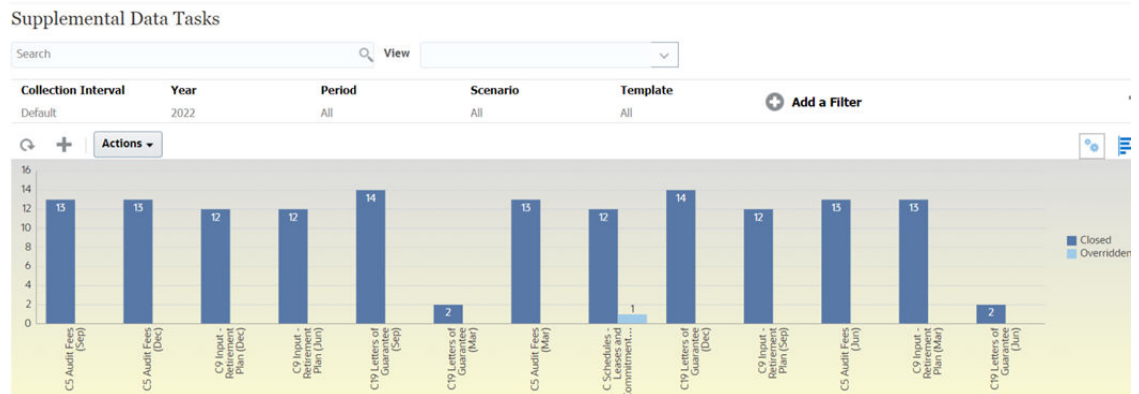 Supplemental Data Tasks
Search
View
Collection Interval Year Period Scenario Template
Default 2022 All All All
Add a Filter
Actions
16
14
12
10
8
6
4
2
0
13 13 12 12 14 2 13 12 1 14 12 13 13 2
Closed
Overridden
C5 Audit Fees
(Sep)
C5 Audit Fees
(Dec)
C9 Input -
Retirement
Plan (Dec)
C9 Input -
Retirement
Plan (Jun)
C19 Letters of
Guarantee
(Sep)
C19 Letters of
Guarantee
(Mar)
C5 Audit Fees
(Mar)
C Schedules -
Leases and
Commitment...
C19 Letters of
Guarantee
(Dec)
C9 Input -
Retirement
Plan (Sep)
C5 Audit Fees
(Jun)
C9 Input -
Retirement
Plan (Mar)
C19 Letters of
Guarantee
(Jun)